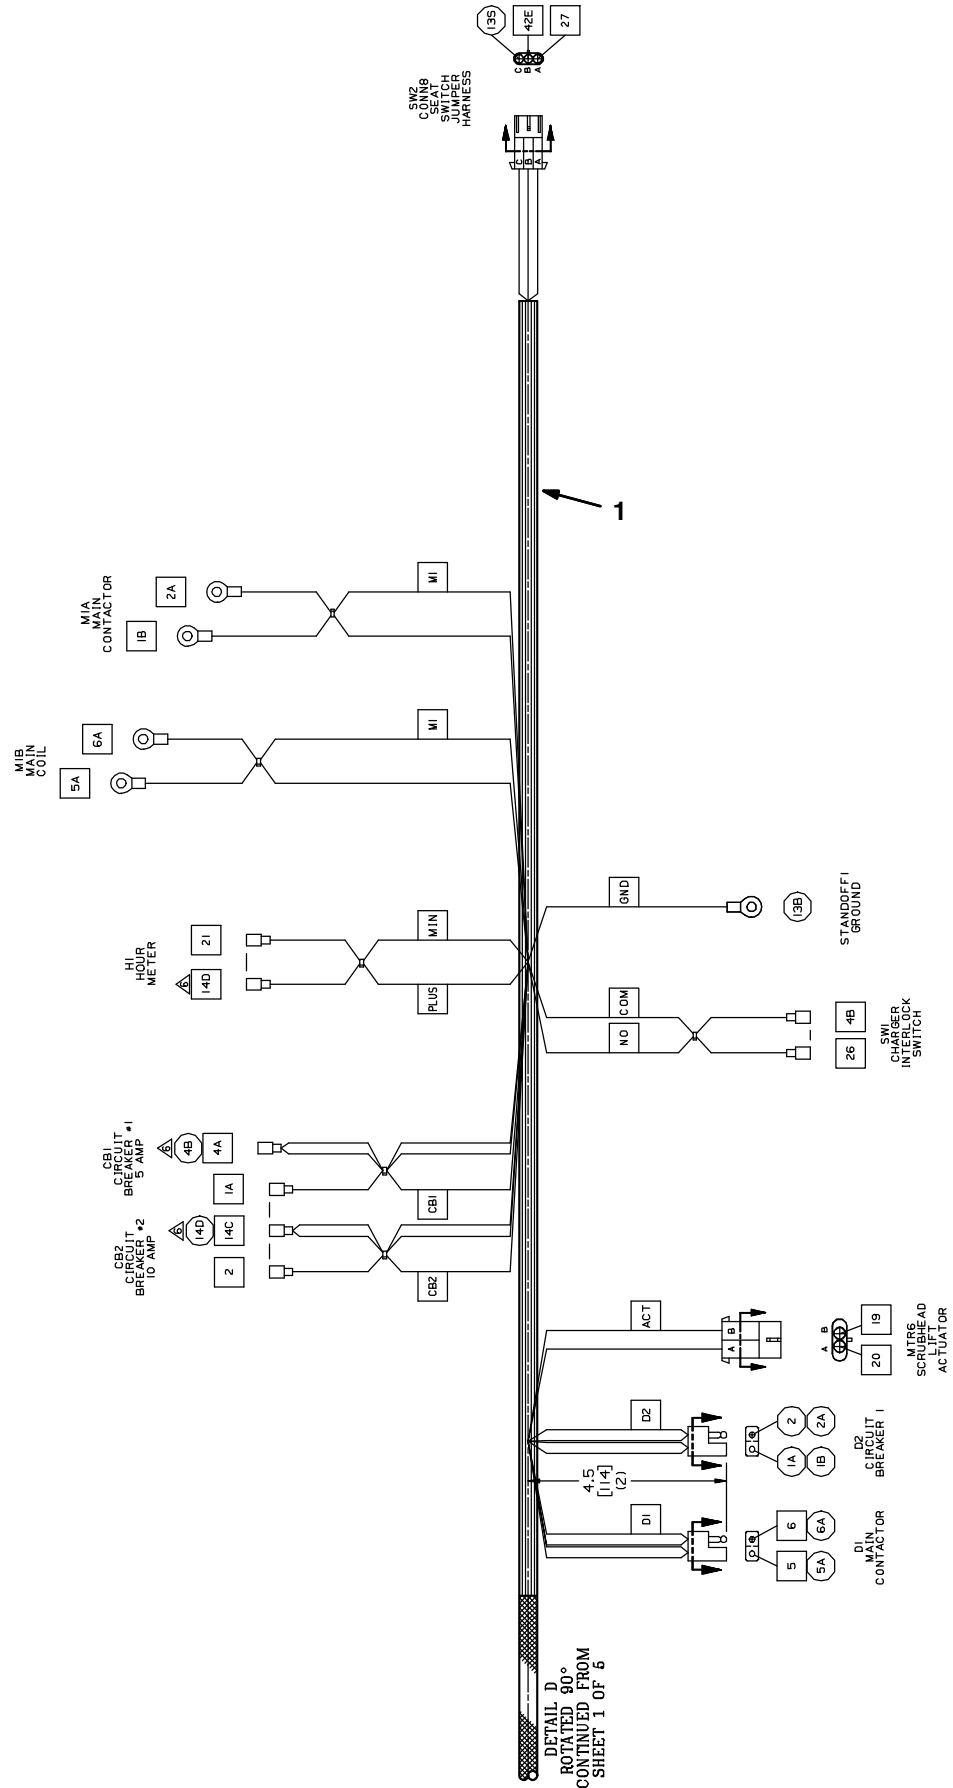 13S
42E
27
C
B
A
SW2
CONN8
SEAT
SWITCH
JUMPER
HARNESS
C
B
A
1
M1A
MAIN
CONTACTOR
2A
1B
M1
M1B
MAIN
COIL
6A
5A
M1
H1
HOUR
METER
21
6
14D
MIN
PLUS
GND
13B
STANDOFF1
GROUND
COM
NO
4B
26
SW1
CHARGER
INTERLOCK
SWITCH
CB1
CIRCUIT
BREAKER #1
5 AMP
6
4B
4A
1A
CB1
CB2
CIRCUIT
BREAKER #2
10 AMP
6
14D
14C
2
CB2
ACT
B
A
B
A
19
20
MTR6
SCRUBHEAD
LIFT
ACTUATOR
D2
2
2A
1A
1B
D2
CIRCUIT
BREAKER 1
4.5
[114]
(2)
D1
6
6A
5
5A
D1
MAIN
CONTACTOR
DETAIL D
ROTATED 90°
CONTINUED FROM
SHEET 1 OF 5